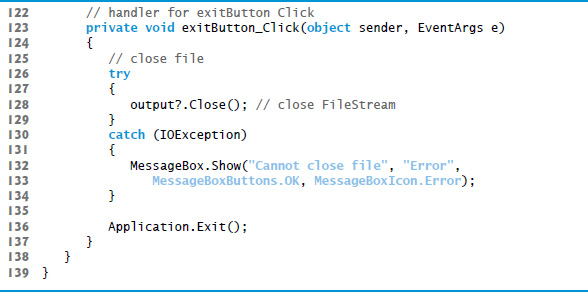 122 // handler for exitButton Click
123 private void exitButton_Click(object sender, EventArgs e)
124 {
125 // close file
126 try
127 {
128 output?.Close(); // close FileStream
129 }
130 catch (IOException)
131 {
132 MessageBox.Show("Cannot close file", "Error",
133 MessageBoxButtons.OK, MessageBoxIcon.Error);
134 }
135
136 Application.Exit();
137 }
138 }
139 }